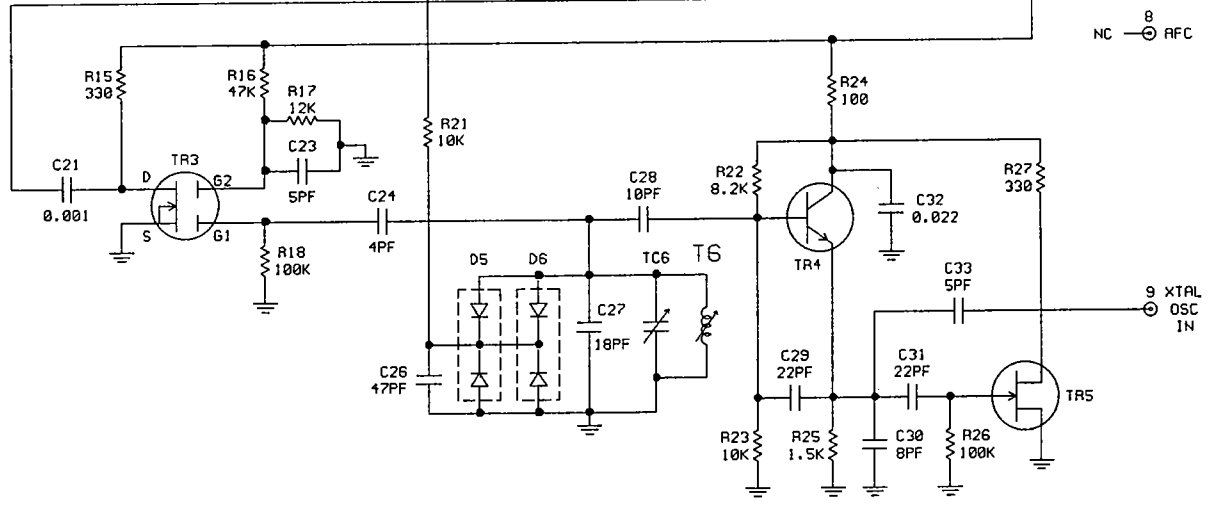 8
NC AFC
R15
330
R16
47K
R17
12K
R21
10K
R24
100
C21
0.001
TR3
D
G2
S
G1
C23
5PF
C24
4PF
R18
100K
C28
10PF
R22
8.2K
TR4
C32
0.022
R27
330
D5
D6
TC6
T6
C27
18PF
C26
47PF
C33
5PF
9 XTAL
OSC
IN
C29
22PF
C31
22PF
TR5
R23
10K
R25
1.5K
C30
8PF
R26
100K